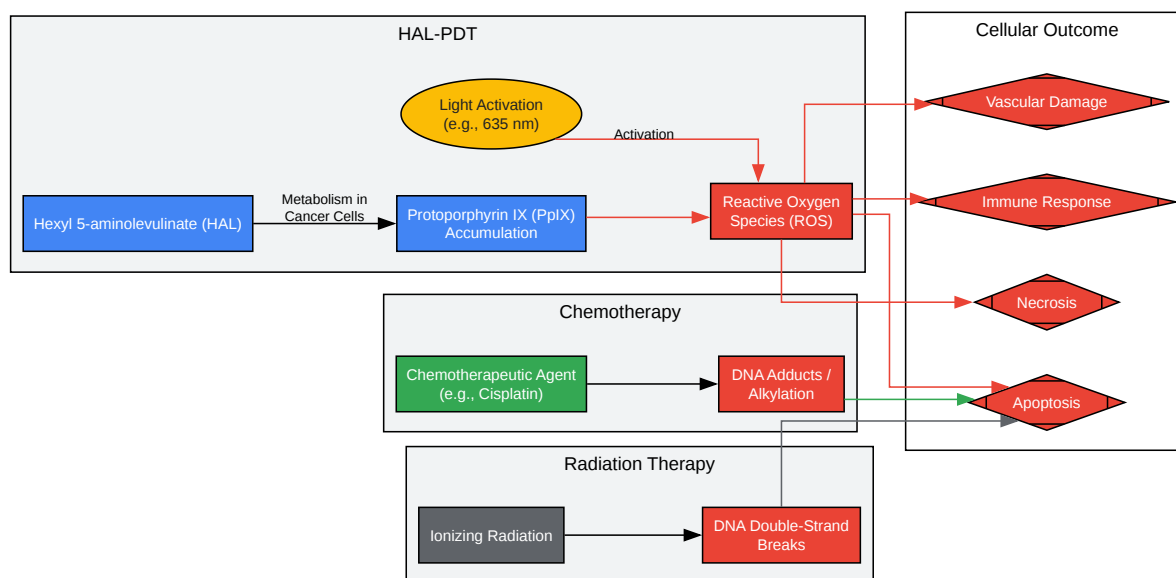 HAL-PDT
Cellular Outcome
Light Activation
(e.g., 635 nm)
Activation
Vascular Damage
Metabolism in
Cancer Cells
Hexyl 5-aminolevulinate (HAL)
Protoporphyrin IX (PpIX)
Accumulation
Reactive Oxygen
Species (ROS)
Immune Response
Necrosis
Chemotherapy
Chemotherapeutic Agent
(e.g., Cisplatin)
DNA Adducts /
Alkylation
Apoptosis
Radiation Therapy
Ionizing Radiation
DNA Double-Strand
Breaks